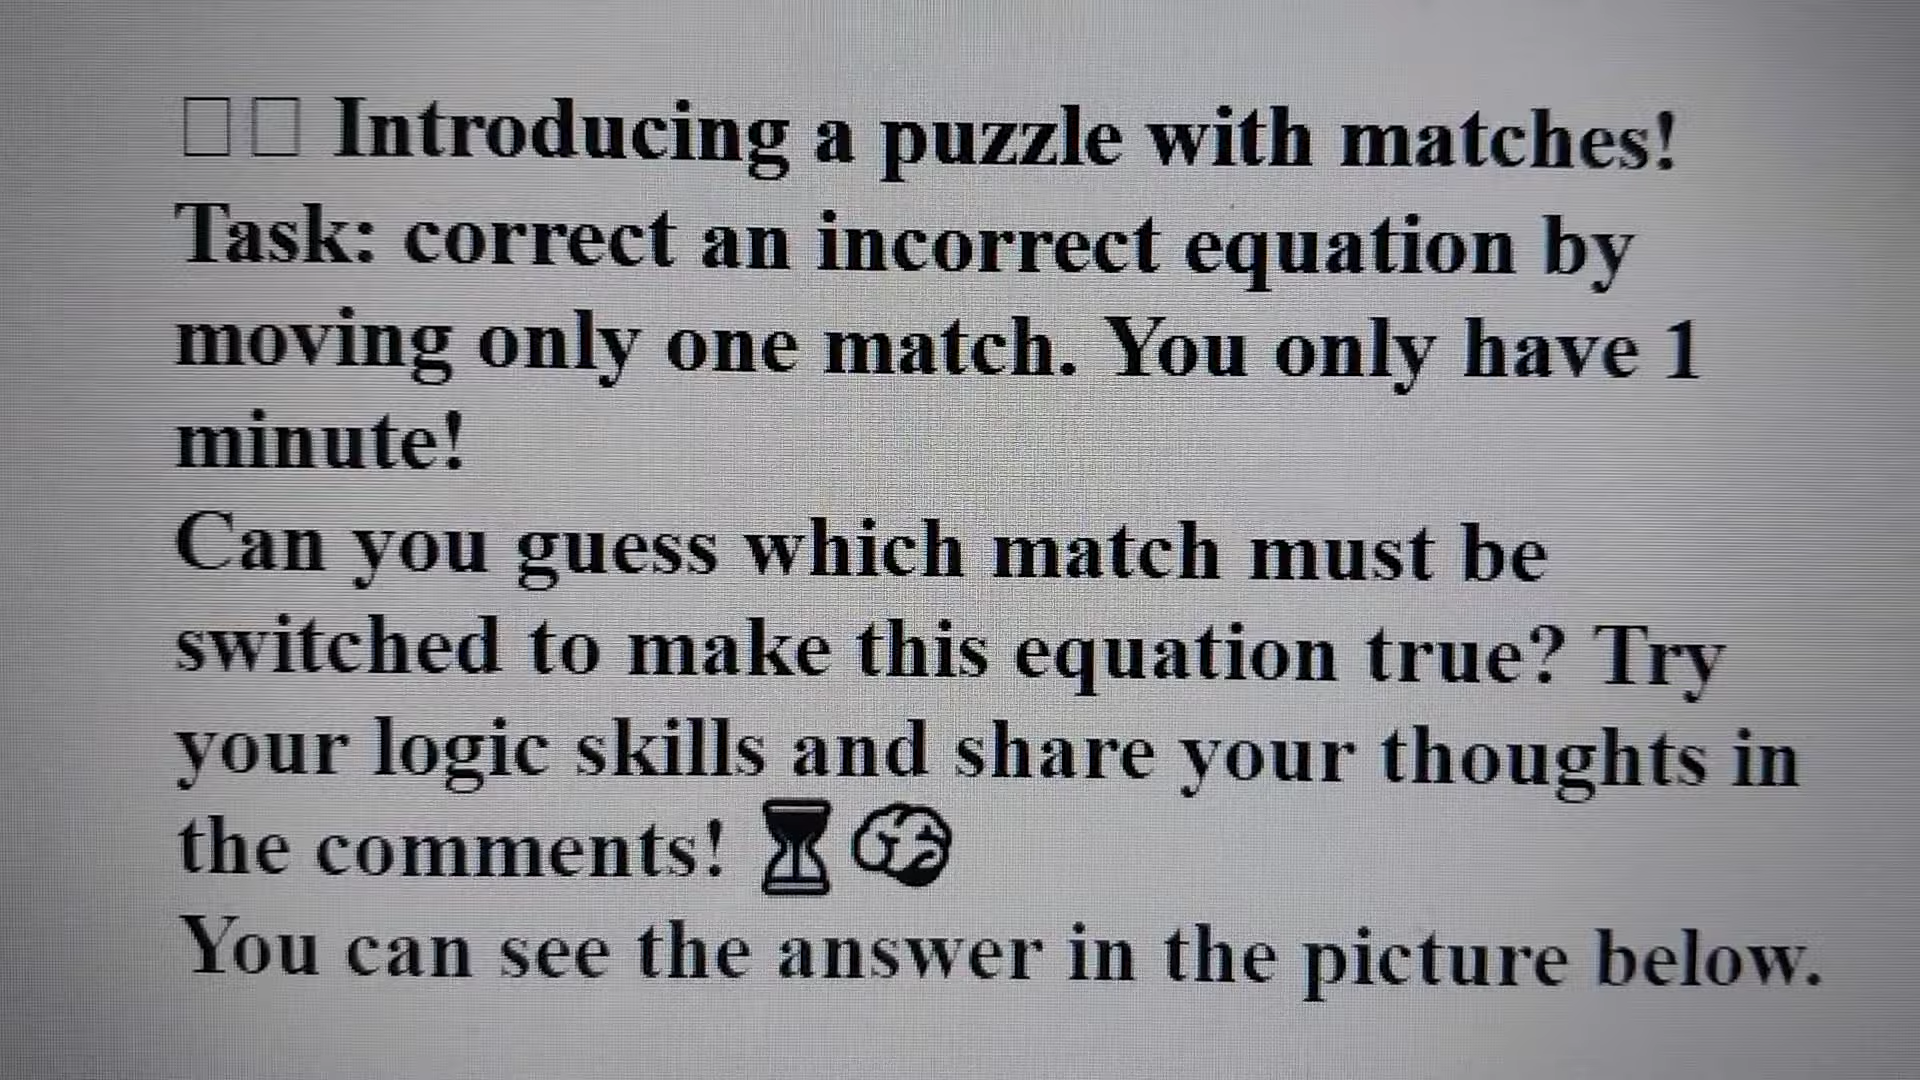 Introducing a puzzle with matches!
Task: correct an incorrect equation by
moving only one match. You only have 1
minute!
Can you guess which match must be
switched to make this equation true? Try
your logic skills and share your thoughts in
the comments! ⏳🧠
You can see the answer in the picture below.